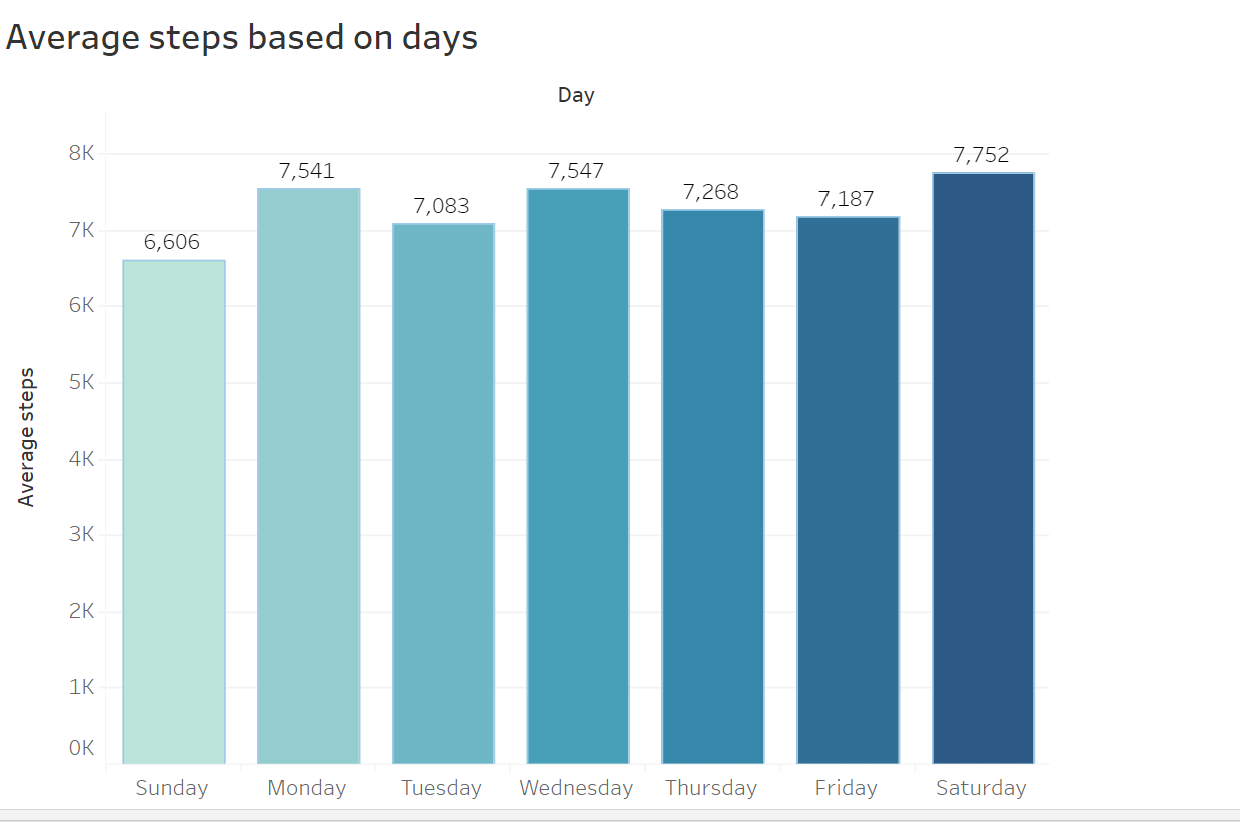 Average steps based on days
Day
8K
7K
6K
5K
4K
3K
2K
1K
0K
Average steps
6,606
7,541
7,083
7,547
7,268
7,187
7,752
Sunday
Monday
Tuesday
Wednesday
Thursday
Friday
Saturday